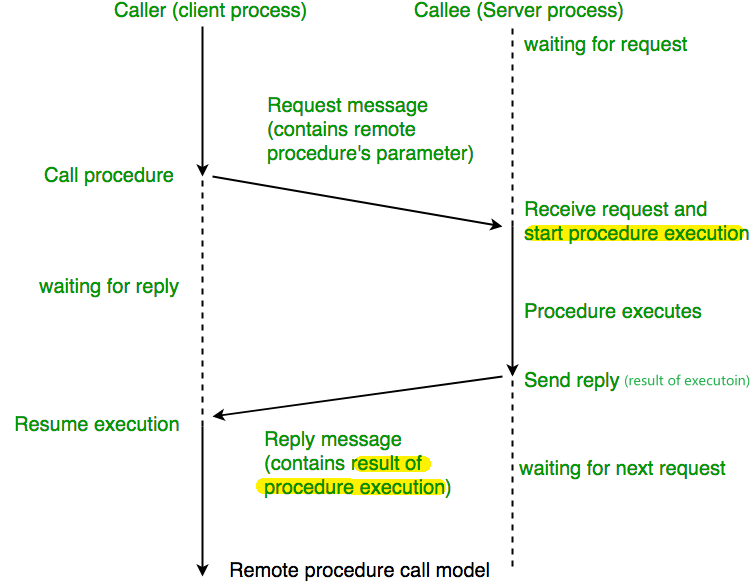 Caller (client process)
Callee (Server process)
waiting for request
Request message
(contains remote
procedure's parameter)
Call procedure
Receive request and
start procedure execution
waiting for reply
Procedure executes
Send reply (result of executoin)
Resume execution
Reply message
(contains result of
procedure execution)
waiting for next request
Remote procedure call model